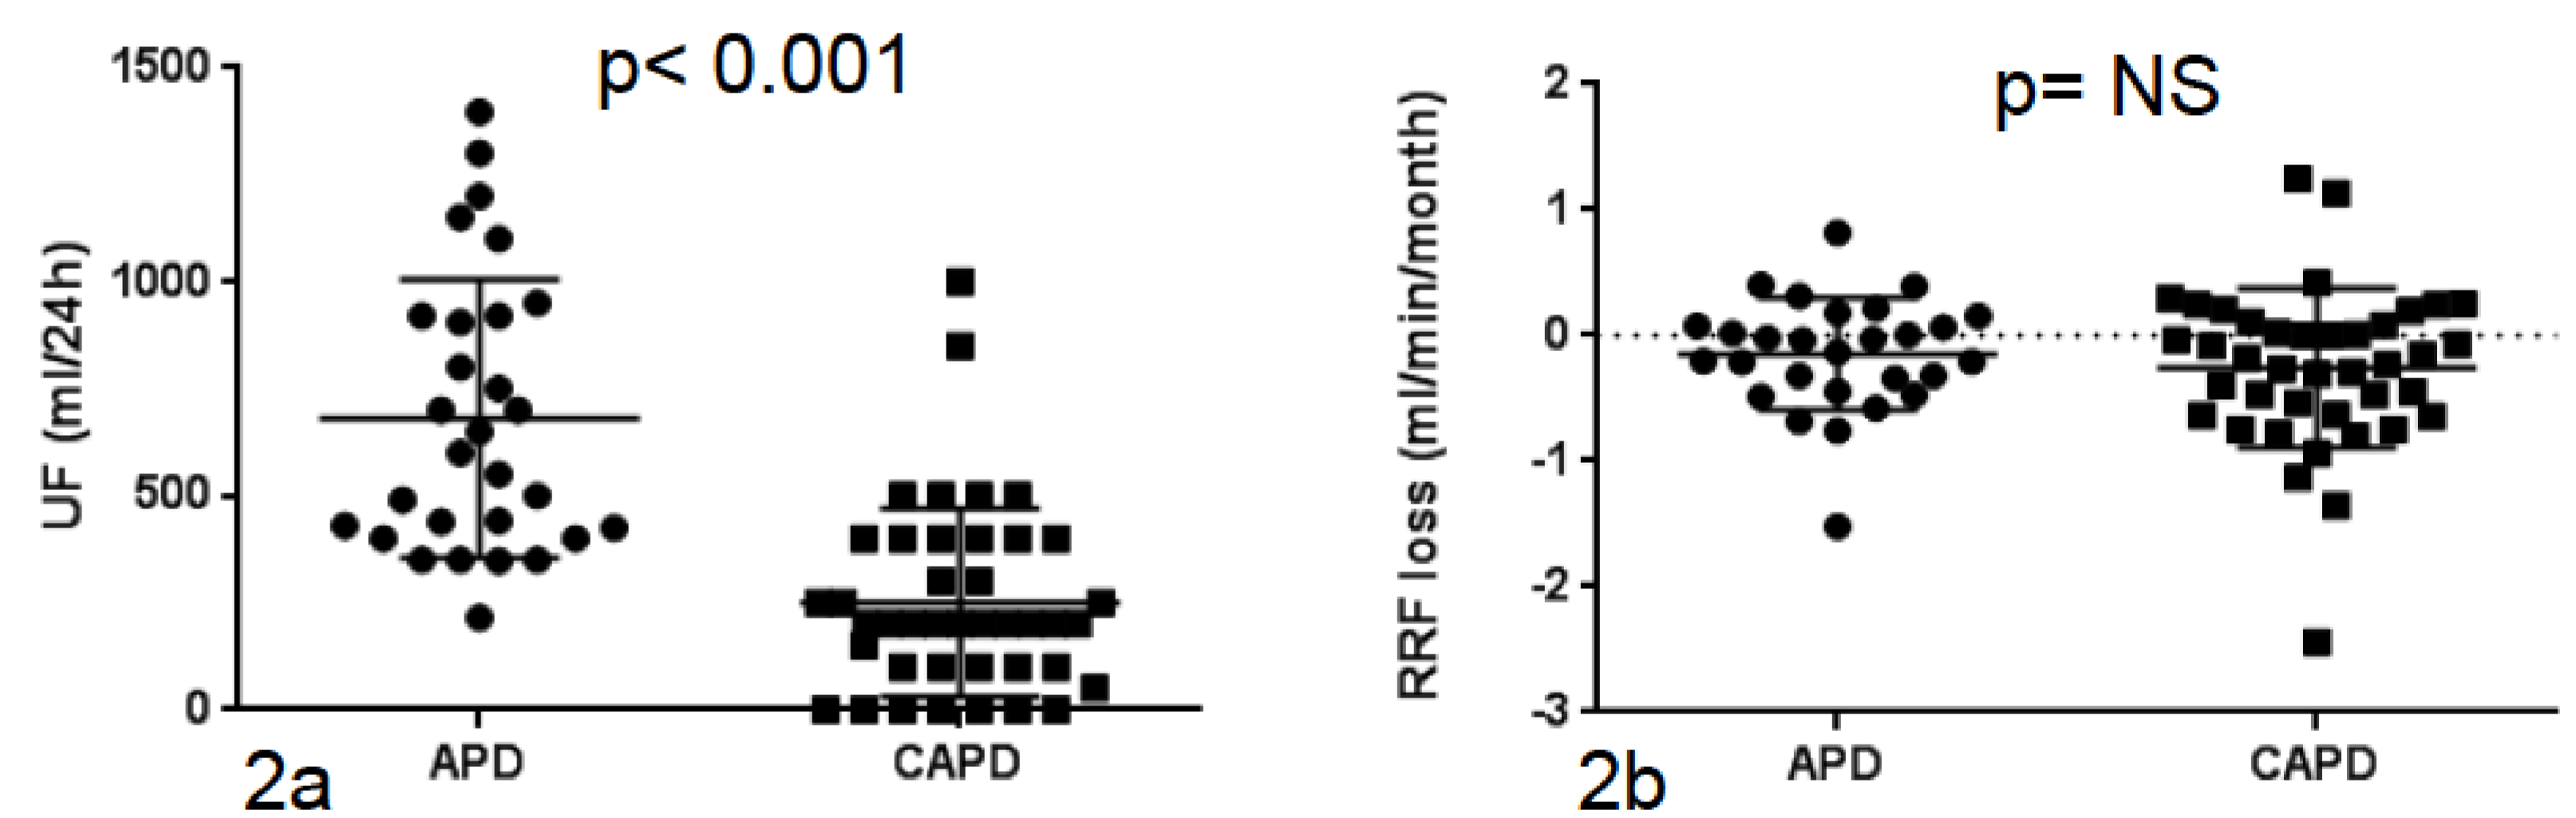 p< 0.001
UF (ml/24h)
1500
1000
500
0
APD
CAPD
2a
p= NS
RRF loss (ml/min/month)
2
1
0
-1
-2
-3
APD
CAPD
2b